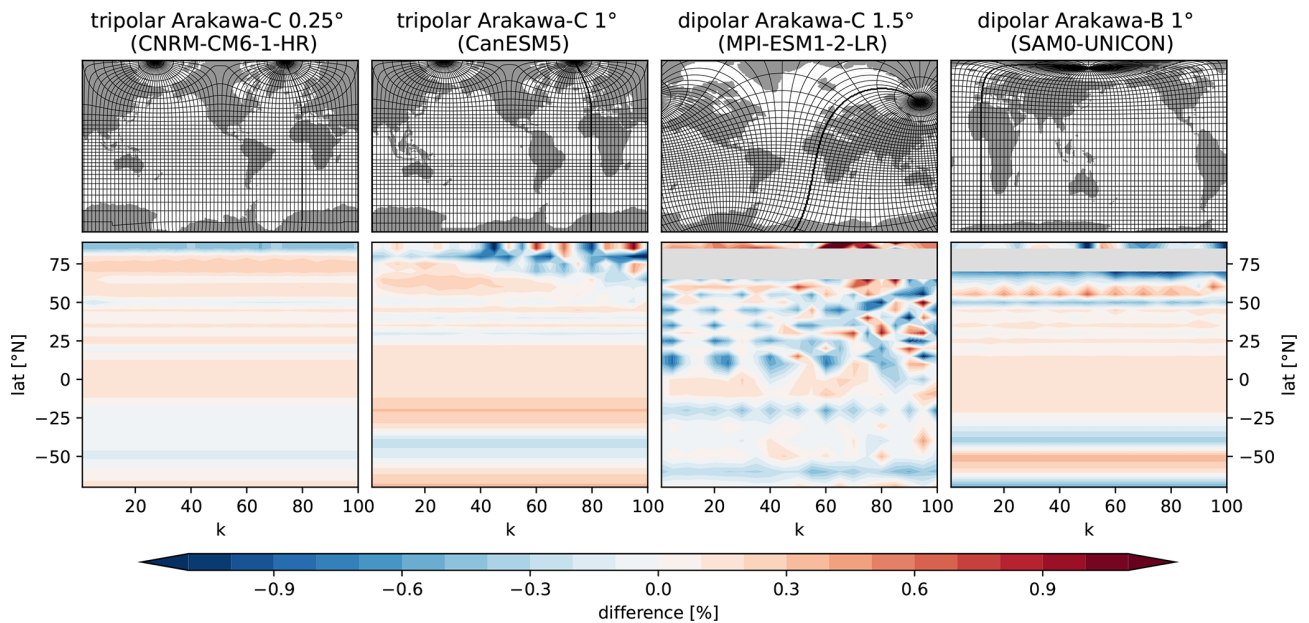 tripolar Arakawa-C 0.25°
(CNRM-CM6-1-HR)
tripolar Arakawa-C 1°
(CanESM5)
dipolar Arakawa-C 1.5°
(MPI-ESM1-2-LR)
dipolar Arakawa-B 1°
(SAM0-UNICON)
lat [°N]
75
50
25
0
−25
−50
20 40 60 80 100
k
20 40 60 80 100
k
20 40 60 80 100
k
20 40 60 80 100
k
75
50
25
0
−25
−50
lat [°N]
−0.9 −0.6 −0.3 0.0 0.3 0.6 0.9
difference [%]